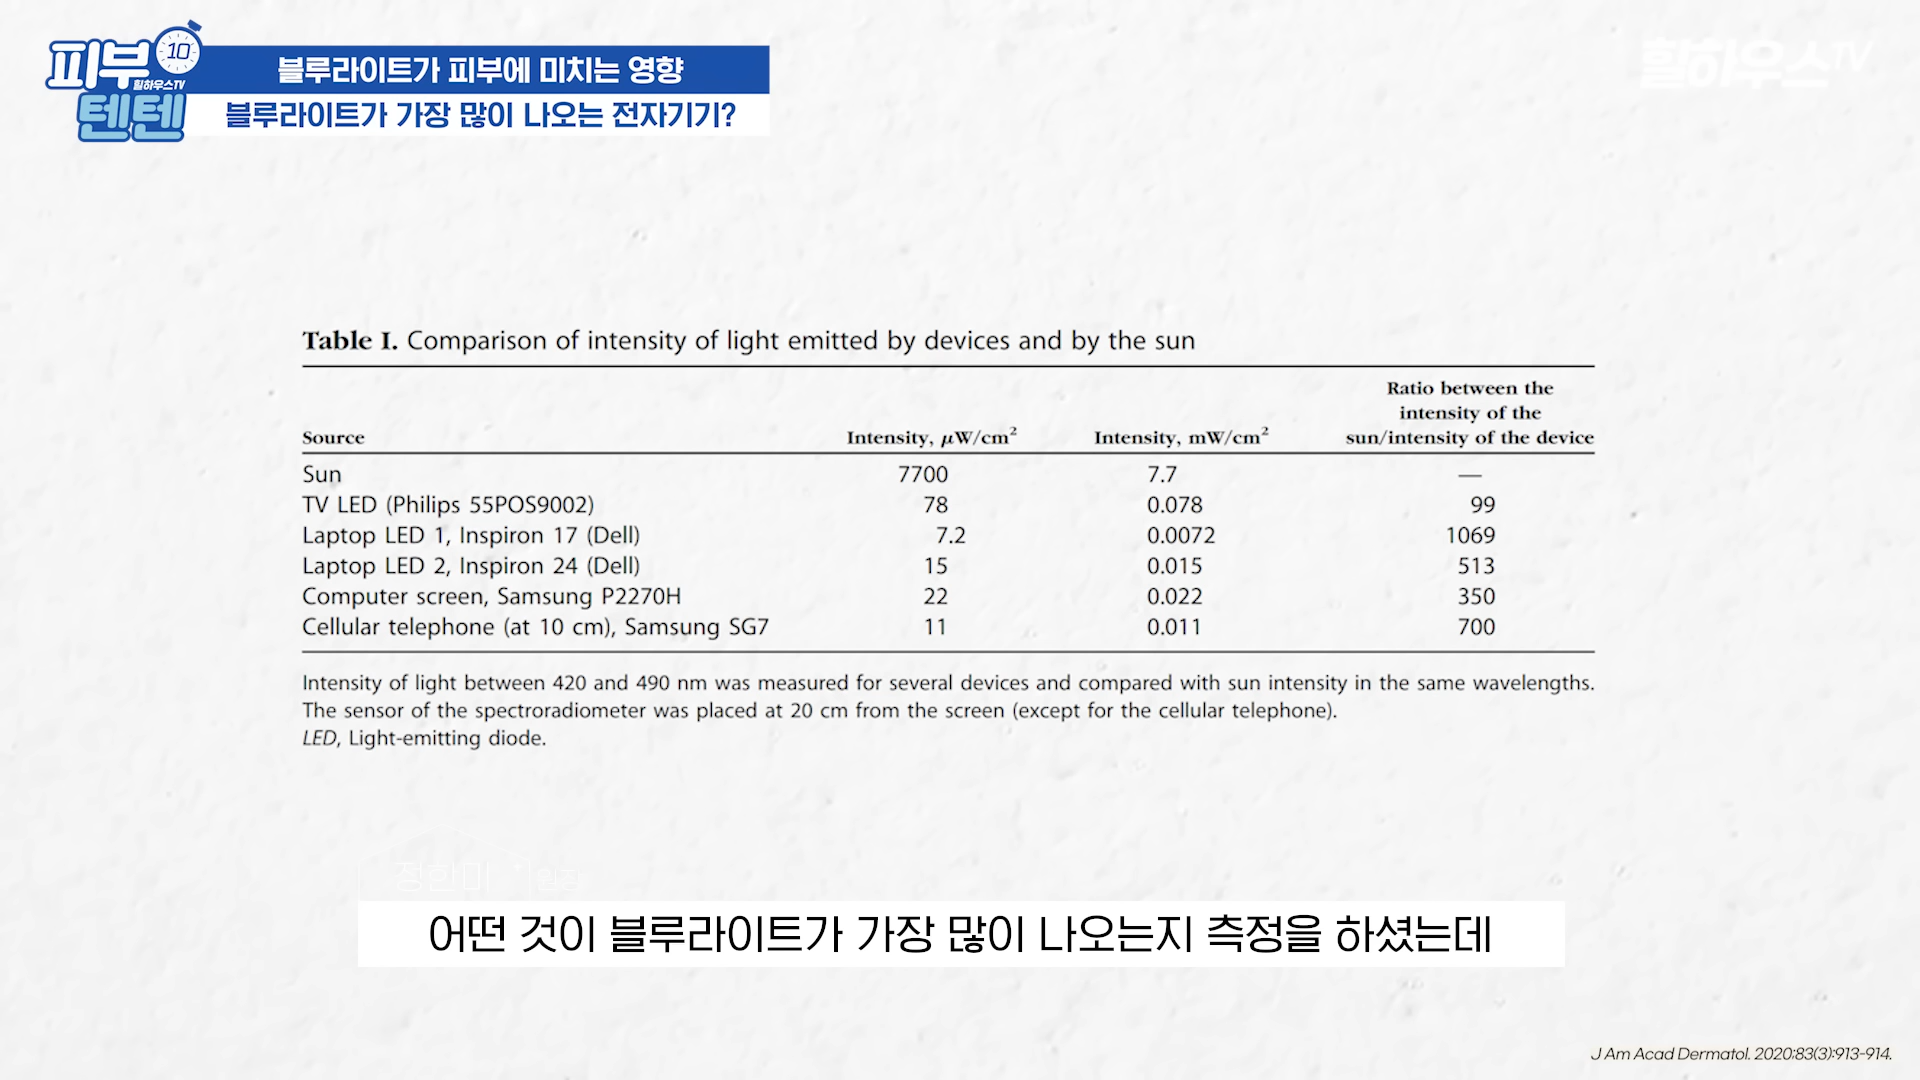 피부 10
힐하우스TV
텐텐
블루라이트가 피부에 미치는 영향
블루라이트가 가장 많이 나오는 전자기기?
힐하우스TV
Table I. Comparison of intensity of light emitted by devices and by the sun
Source Intensity, μW/cm² Intensity, mW/cm² Ratio between the intensity of the sun/intensity of the device
Sun 7700 7.7 —
TV LED (Philips 55POS9002) 78 0.078 99
Laptop LED 1, Inspiron 17 (Dell) 7.2 0.0072 1069
Laptop LED 2, Inspiron 24 (Dell) 15 0.015 513
Computer screen, Samsung P2270H 22 0.022 350
Cellular telephone (at 10 cm), Samsung SG7 11 0.011 700
Intensity of light between 420 and 490 nm was measured for several devices and compared with sun intensity in the same wavelengths.
The sensor of the spectroradiometer was placed at 20 cm from the screen (except for the cellular telephone).
LED, Light-emitting diode.
어떤 것이 블루라이트가 가장 많이 나오는지 측정을 하셨는데
J Am Acad Dermatol. 2020;83(3):913-914.